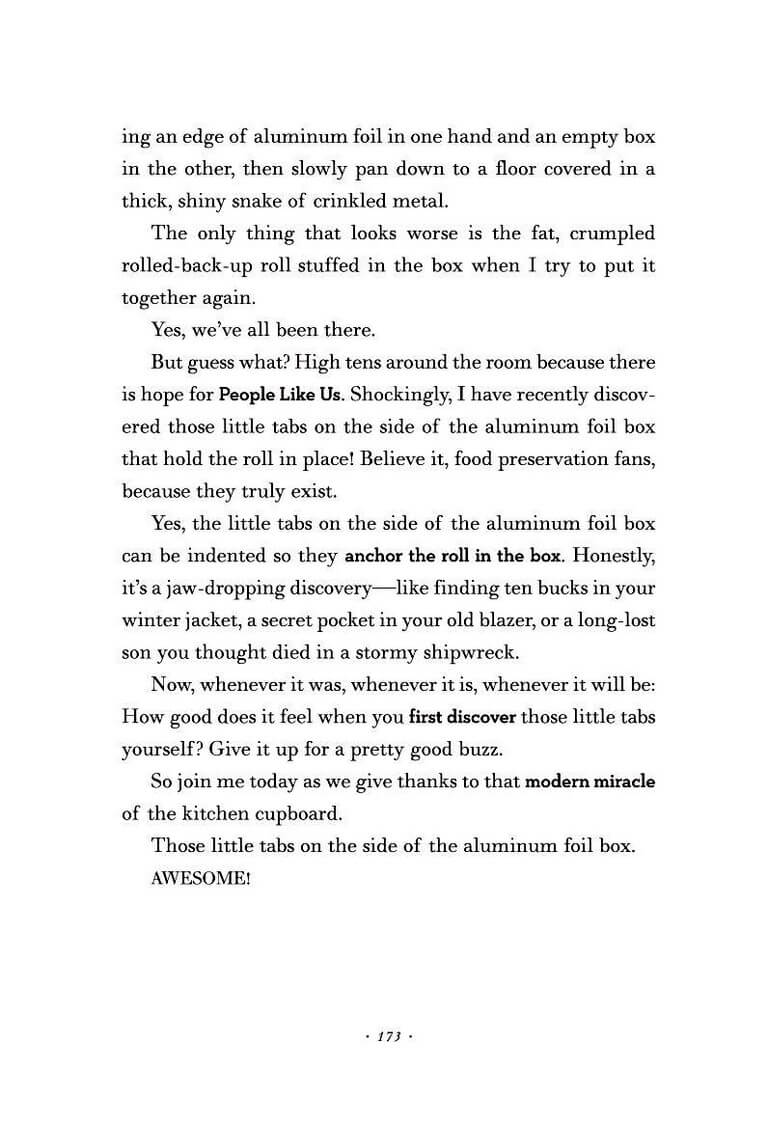 ing an edge of aluminum foil in one hand and an empty box
in the other, then slowly pan down to a floor covered in a
thick, shiny snake of crinkled metal.
The only thing that looks worse is the fat, crumpled
rolled-back-up roll stuffed in the box when I try to put it
together again.
Yes, we’ve all been there.
But guess what? High tens around the room because there
is hope for People Like Us. Shockingly, I have recently discov-
ered those little tabs on the side of the aluminum foil box
that hold the roll in place! Believe it, food preservation fans,
because they truly exist.
Yes, the little tabs on the side of the aluminum foil box
can be indented so they anchor the roll in the box. Honestly,
it’s a jaw-dropping discovery—like finding ten bucks in your
winter jacket, a secret pocket in your old blazer, or a long-lost
son you thought died in a stormy shipwreck.
Now, whenever it was, whenever it is, whenever it will be:
How good does it feel when you first discover those little tabs
yourself? Give it up for a pretty good buzz.
So join me today as we give thanks to that modern miracle
of the kitchen cupboard.
Those little tabs on the side of the aluminum foil box.
AWESOME!
· 173 ·